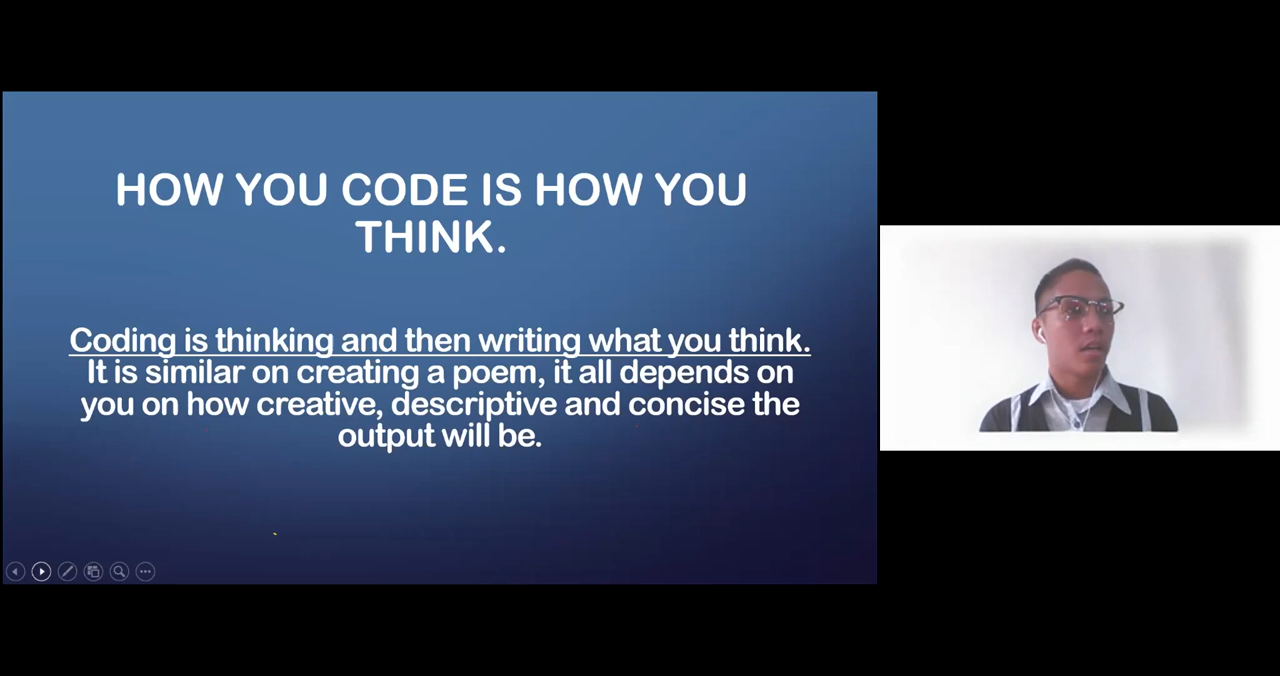 HOW YOU CODE IS HOW YOU
THINK.
Coding is thinking and then writing what you think.
It is similar on creating a poem, it all depends on
you on how creative, descriptive and concise the
output will be.